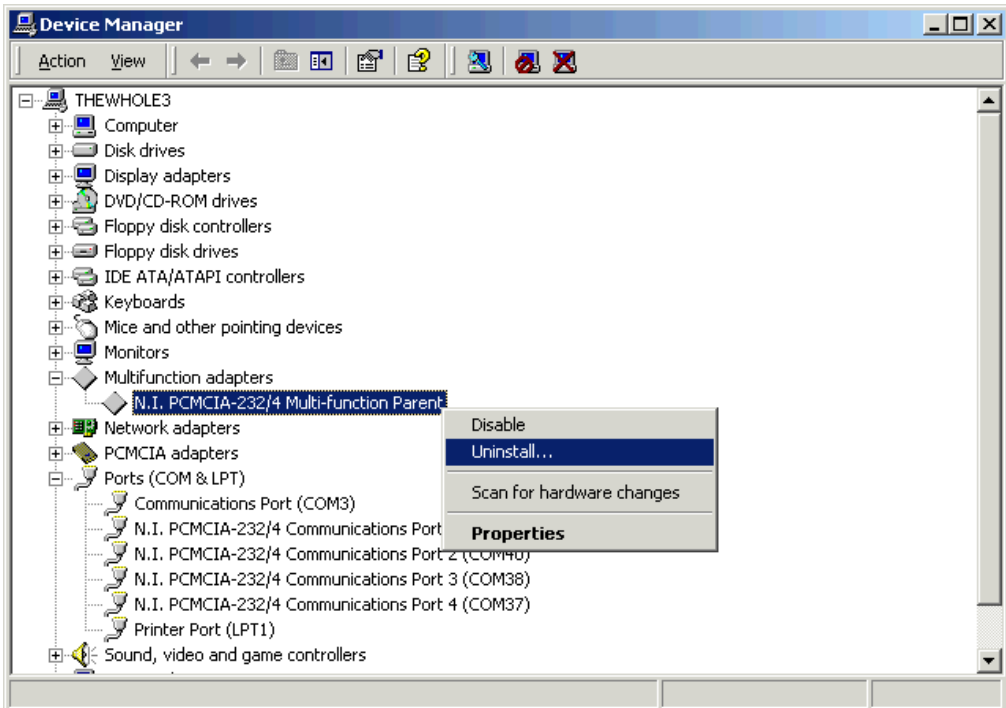 Device Manager
Action View
THEWHOLE3
Computer
Disk drives
Display adapters
DVD/CD-ROM drives
Floppy disk controllers
Floppy disk drives
IDE ATA/ATAPI controllers
Keyboards
Mice and other pointing devices
Monitors
Multifunction adapters
N.I. PCMCIA-232/4 Multi-function Parent
Network adapters
PCMCIA adapters
Ports (COM & LPT)
Communications Port (COM3)
N.I. PCMCIA-232/4 Communications Port
N.I. PCMCIA-232/4 Communications Port 2 (COM40)
N.I. PCMCIA-232/4 Communications Port 3 (COM38)
N.I. PCMCIA-232/4 Communications Port 4 (COM37)
Printer Port (LPT1)
Sound, video and game controllers
Disable
Uninstall...
Scan for hardware changes
Properties